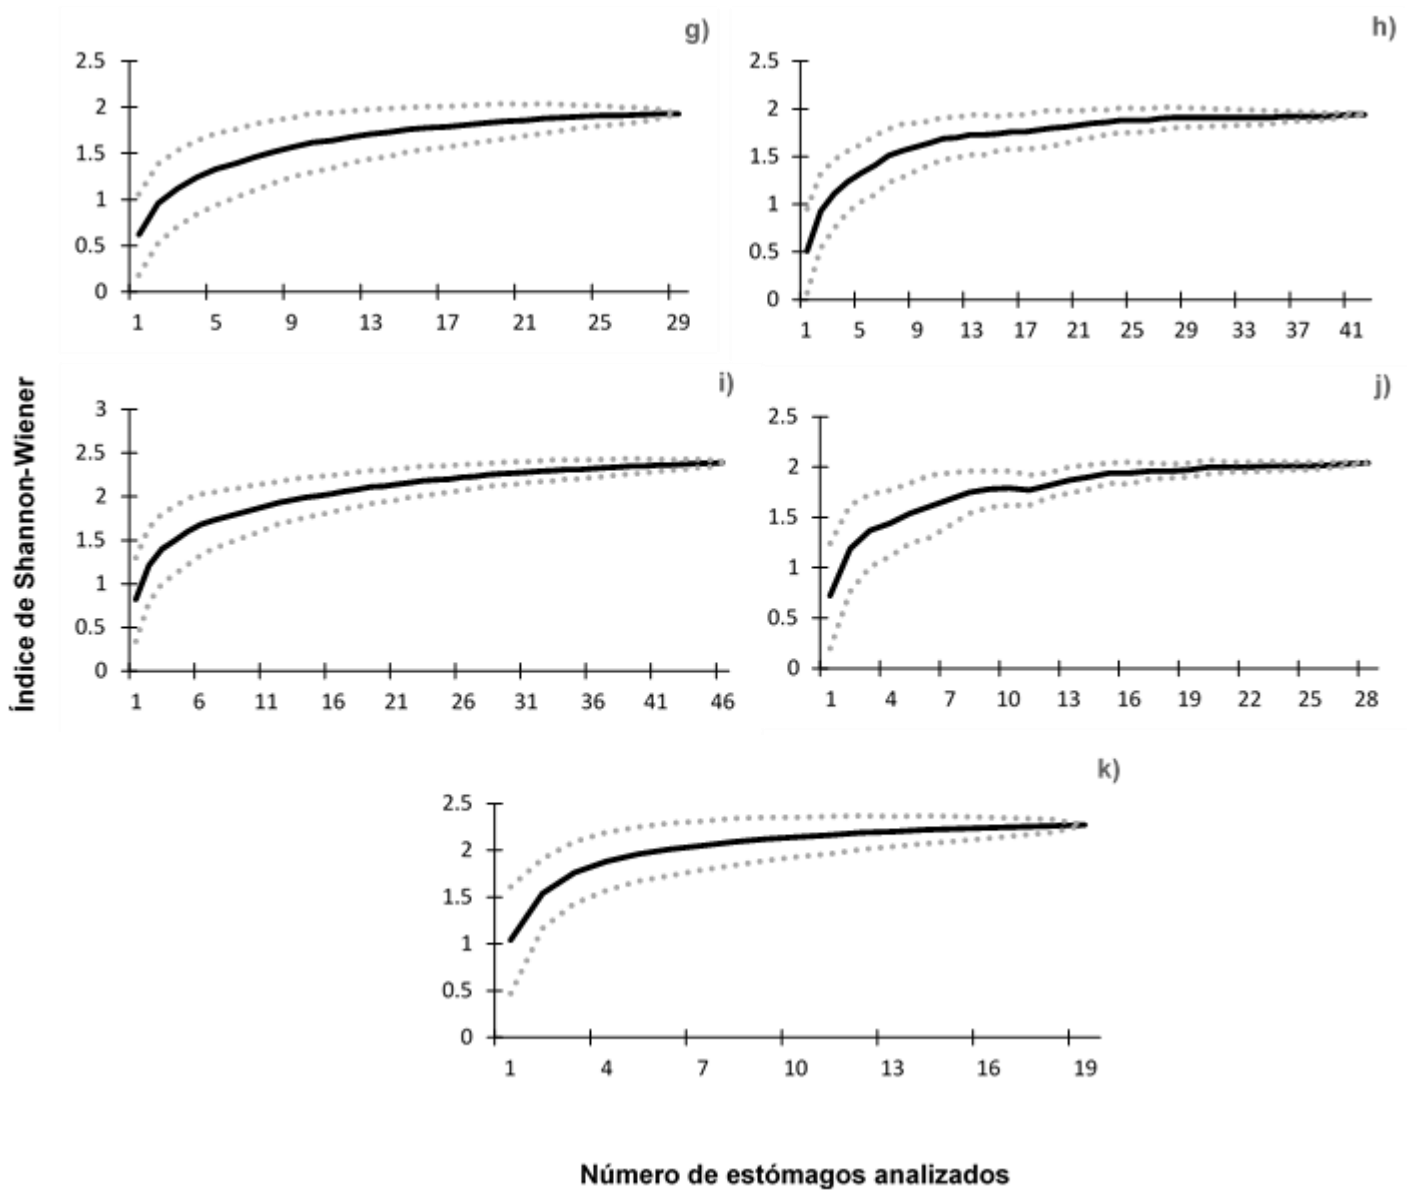 g)
2.5
2
1.5
1
0.5
0
1 5 9 13 17 21 25 29
h)
2.5
2
1.5
1
0.5
0
1 5 9 13 17 21 25 29 33 37 41
Índice de Shannon-Wiener
i)
3
2.5
2
1.5
1
0.5
0
1 6 11 16 21 26 31 36 41 46
j)
2.5
2
1.5
1
0.5
0
1 4 7 10 13 16 19 22 25 28
k)
2.5
2
1.5
1
0.5
0
1 4 7 10 13 16 19
Número de estómagos analizados